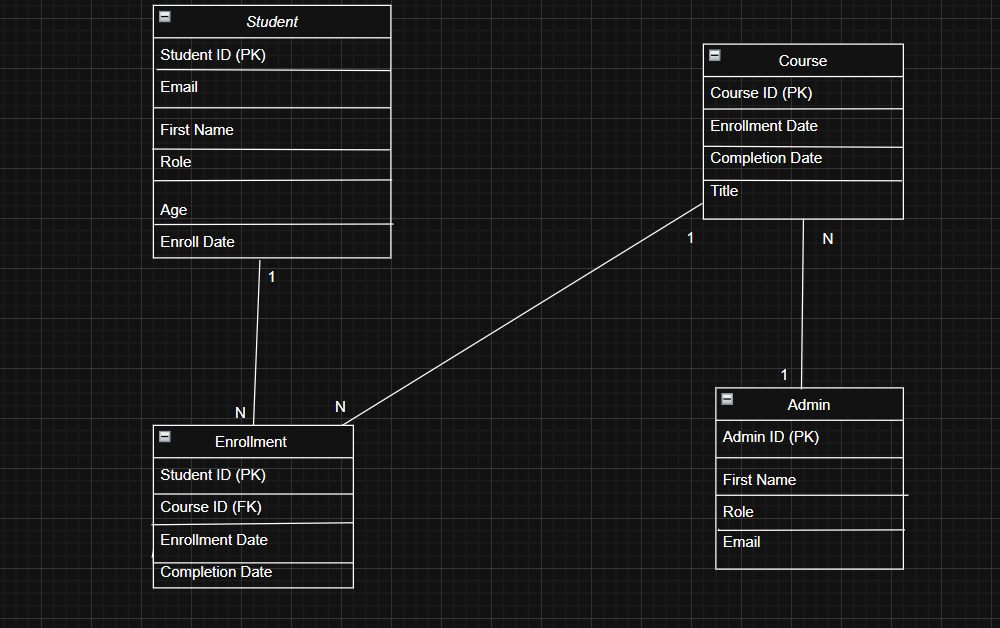 Student
Student ID (PK)
Email
First Name
Role
Age
Enroll Date
1
N
Course
Course ID (PK)
Enrollment Date
Completion Date
Title
1
N
N
1
Enrollment
Student ID (PK)
Course ID (FK)
Enrollment Date
Completion Date
Admin
Admin ID (PK)
First Name
Role
Email